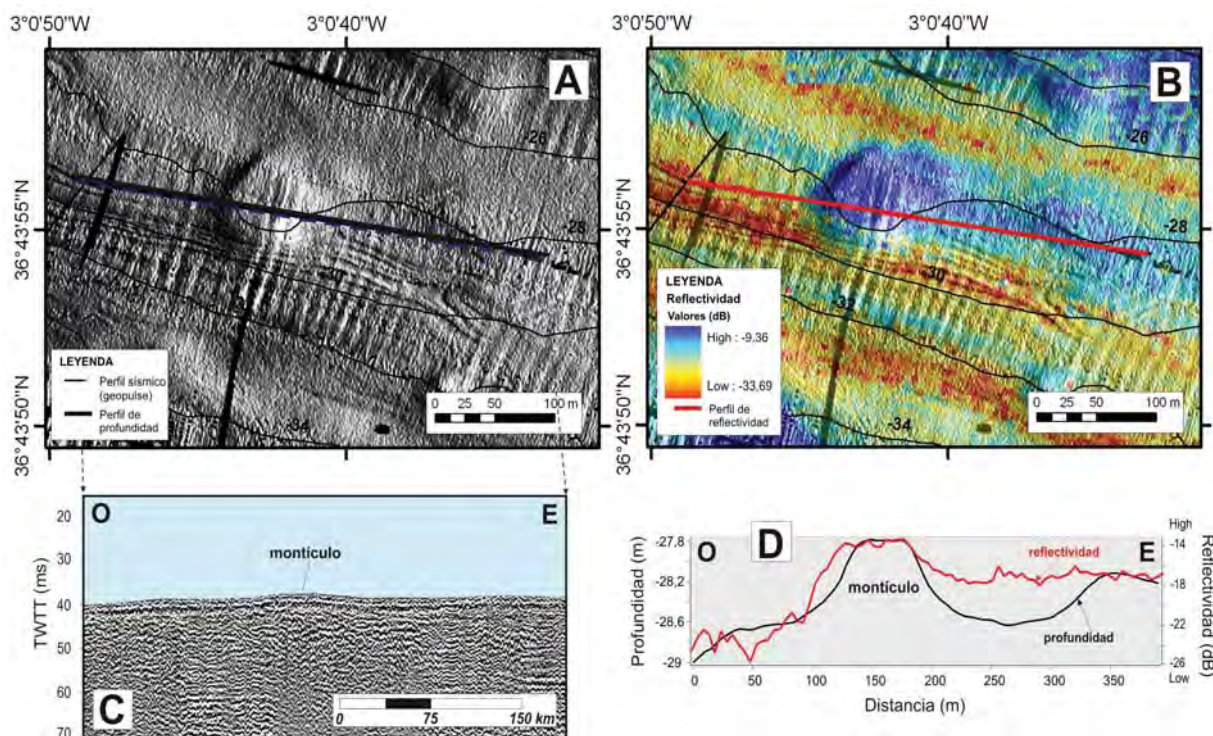 3°0'50"W
3°0'40"W
3°0'50"W
3°0'40"W
A
B
-26
-26
-28
-28
-30
-30
-32
-34
-34
36°43'55"N
36°43'50"N
36°43'55"N
36°43'50"N
LEYENDA
Perfil sísmico
(geopulse)
Perfil de
profundidad
0 25 50 100 m
LEYENDA
Reflectividad
Valores (dB)
High : -9.36
Low : -33,69
Perfil de
reflectividad
0 25 50 100 m
O
E
montículo
TWTT (ms)
20
30
40
50
60
70
C
0 75 150 km
O
D
E
High
Low
reflectividad
montículo
profundidad
Profundidad (m)
-27.8
-28.2
-28.6
-29
-14
-18
-22
-26
Reflectividad (dB)
0 50 100 150 200 250 300 350
Distancia (m)